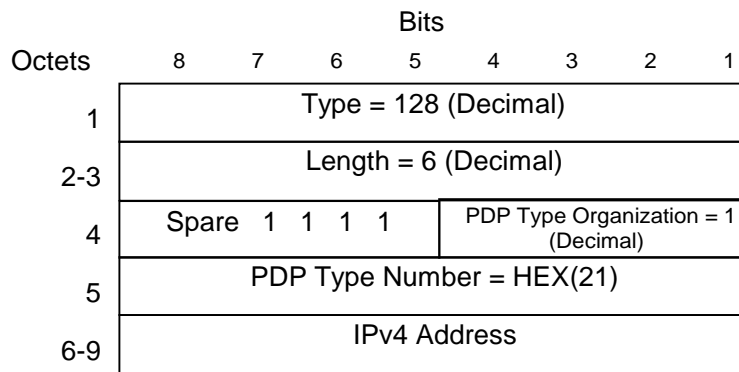 Bits
Octets 8 7 6 5 4 3 2 1
1 Type = 128 (Decimal)
2-3 Length = 6 (Decimal)
4 Spare 1 1 1 1 PDP Type Organization = 1
(Decimal)
5 PDP Type Number = HEX(21)
6-9 IPv4 Address